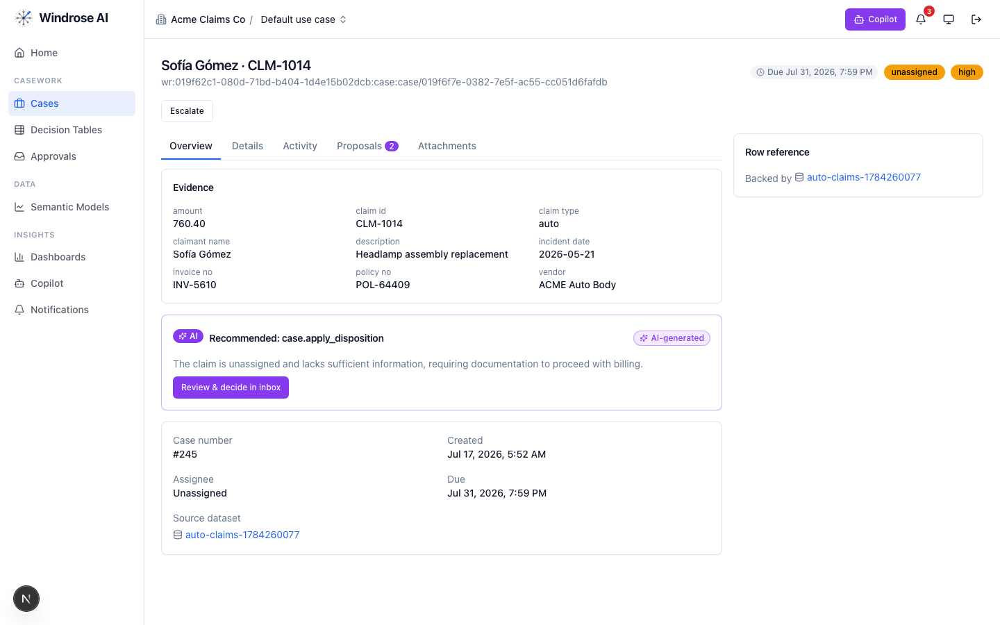 Windrose AI
Acme Claims Co / Default use case
Copilot
3
Home
CASEWORK
Cases
Decision Tables
Approvals
DATA
Semantic Models
INSIGHTS
Dashboards
Copilot
Notifications
N
Sofía Gómez · CLM-1014
wr:019f62c1-080d-71bd-b404-1d4e15b02dcb:case:case/019f6f7e-0382-7e5f-ac55-cc051d6fafdb
Due Jul 31, 2026, 7:59 PM
unassigned
high
Escalate
Overview
Details
Activity
Proposals 2
Attachments
Evidence
amount
760.40
claim id
CLM-1014
claim type
auto
claimant name
Sofía Gómez
description
Headlamp assembly replacement
incident date
2026-05-21
invoice no
INV-5610
policy no
POL-64409
vendor
ACME Auto Body
AI
Recommended: case.apply_disposition
AI-generated
The claim is unassigned and lacks sufficient information, requiring documentation to proceed with billing.
Review & decide in inbox
Case number
#245
Created
Jul 17, 2026, 5:52 AM
Assignee
Unassigned
Due
Jul 31, 2026, 7:59 PM
Source dataset
auto-claims-1784260077
Row reference
Backed by auto-claims-1784260077